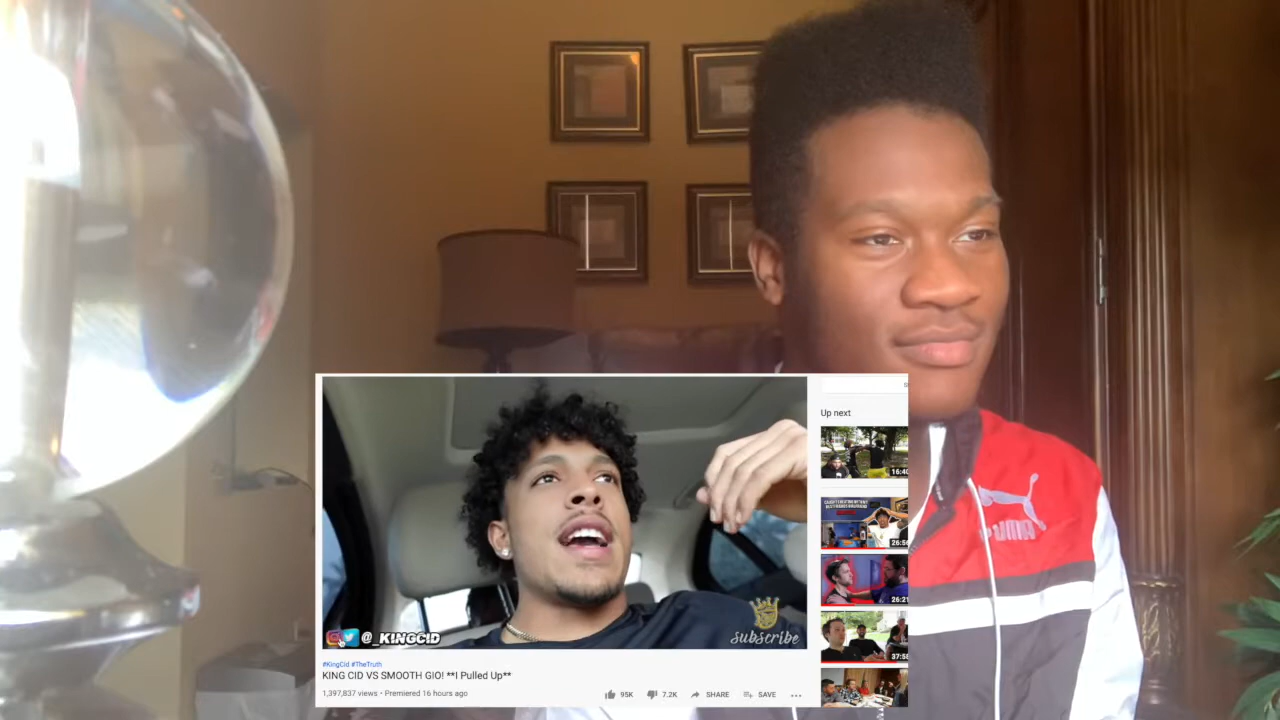 Up next
16:40
26:56
26:21
37:58
@_KINGCID
subscribe
#KingCid #TheTruth
KING CID VS SMOOTH GIO! **I Pulled Up**
1,397,837 views • Premiered 16 hours ago
95K
7.2K
SHARE
SAVE
PUMA